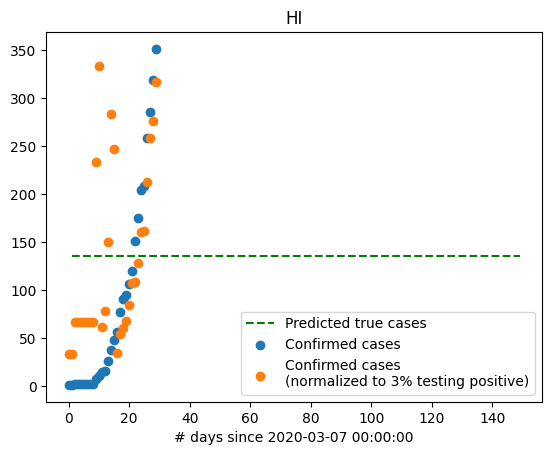 HI
350
300
250
200
150
100
50
0
Predicted true cases
Confirmed cases
Confirmed cases
(normalized to 3% testing positive)
0 20 40 60 80 100 120 140
# days since 2020-03-07 00:00:00